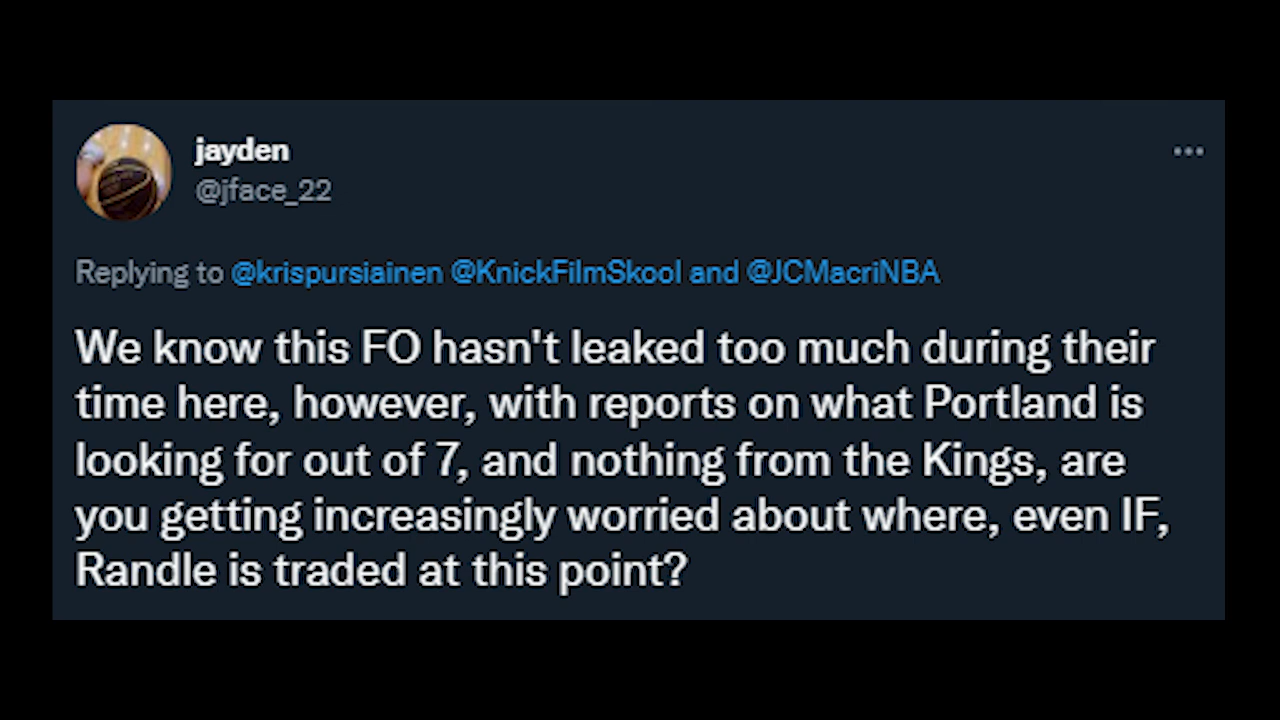 jayden
@jface_22
Replying to @krispursiainen @KnickFilmSkool and @JCMacriNBA
We know this FO hasn't leaked too much during their
time here, however, with reports on what Portland is
looking for out of 7, and nothing from the Kings, are
you getting increasingly worried about where, even IF,
Randle is traded at this point?